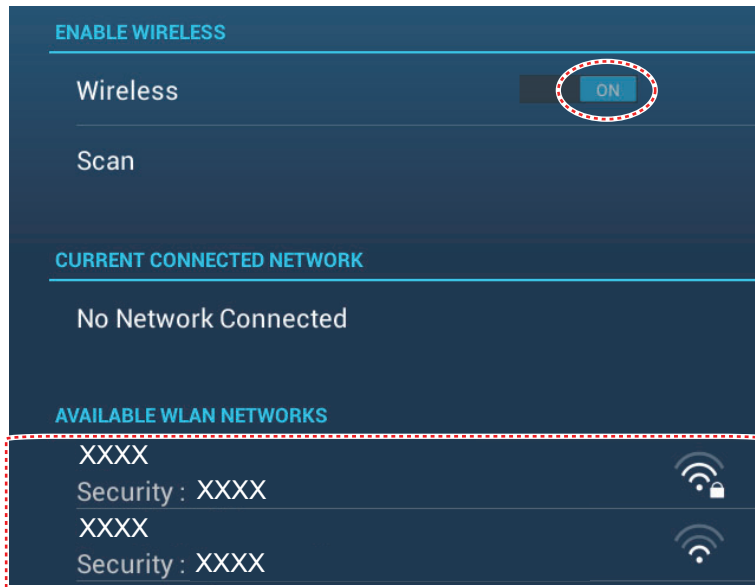 ENABLE WIRELESS
Wireless ON
Scan
CURRENT CONNECTED NETWORK
No Network Connected
AVAILABLE WLAN NETWORKS
XXXX
Security : XXXX
XXXX
Security : XXXX